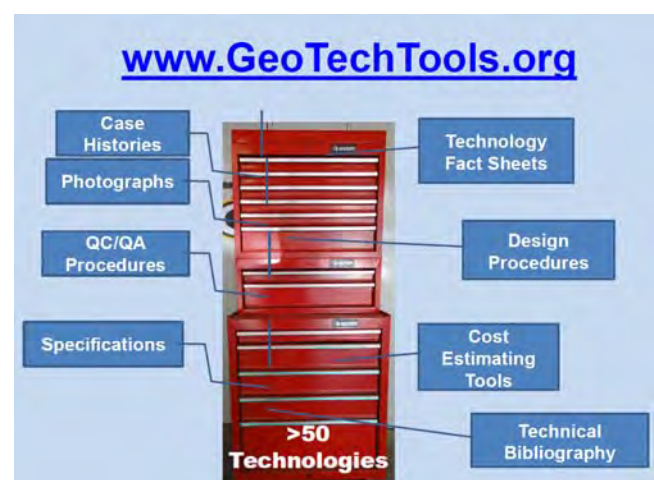 www.GeoTechTools.org
Case
Histories
Technology
Fact Sheets
Photographs
QC/QA
Procedures
Design
Procedures
Specifications
Cost
Estimating
Tools
>50
Technologies
Technical
Bibliography